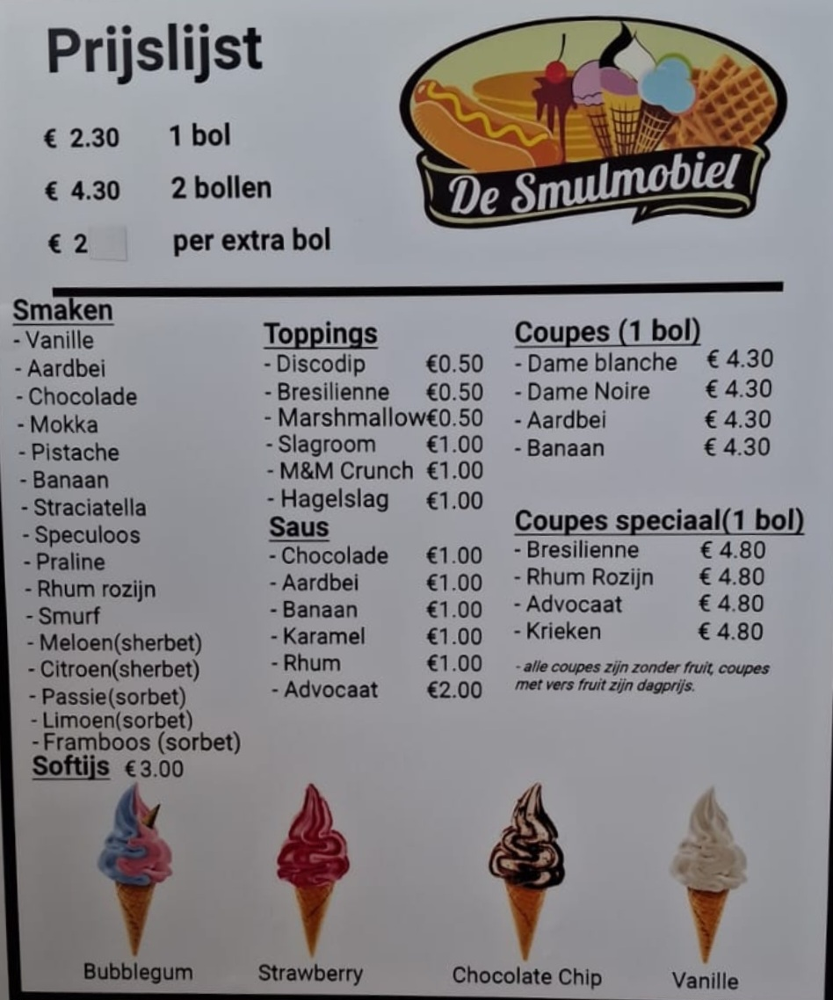 Prijslijst
€ 2.30 1 bol
€ 4.30 2 bollen
€ 2 per extra bol
De Smulmobiel
Smaken
- Vanille
- Aardbei
- Chocolade
- Mokka
- Pistache
- Banaan
- Straciatella
- Speculoos
- Praline
- Rhum rozijn
- Smurf
- Meloen(sherbet)
- Citroen(sherbet)
- Passie(sorbet)
- Limoen(sorbet)
- Framboos (sorbet)
Softijs €3.00
Toppings
- Discodip €0.50
- Bresilienne €0.50
- Marshmallow€0.50
- Slagroom €1.00
- M&M Crunch €1.00
- Hagelslag €1.00
Saus
- Chocolade €1.00
- Aardbei €1.00
- Banaan €1.00
- Karamel €1.00
- Rhum €1.00
- Advocaat €2.00
Coupes (1 bol)
- Dame blanche € 4.30
- Dame Noire € 4.30
- Aardbei € 4.30
- Banaan € 4.30
Coupes speciaal(1 bol)
- Bresilienne € 4.80
- Rhum Rozijn € 4.80
- Advocaat € 4.80
- Krieken € 4.80
- alle coupes zijn zonder fruit, coupes
met vers fruit zijn dagprijs.
Bubblegum
Strawberry
Chocolate Chip
Vanille